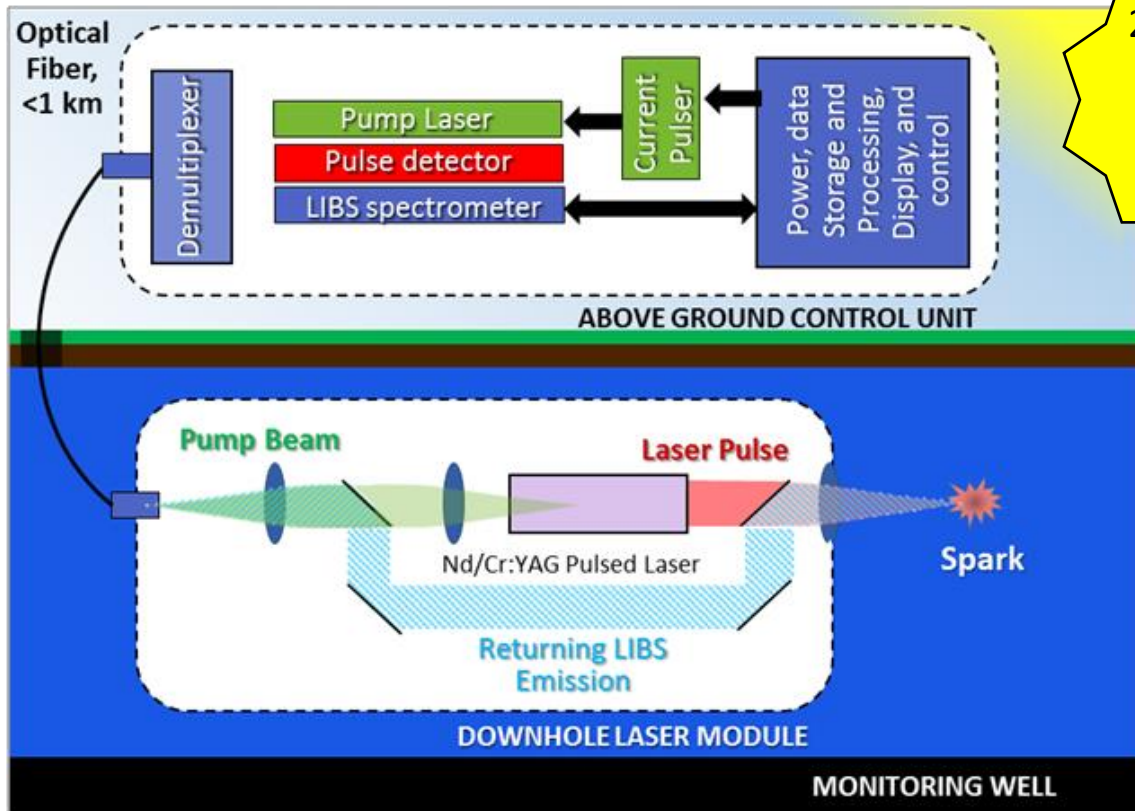 Optical
Fiber,
<1 km
Demultiplexer
Pump Laser
Pulse detector
LIBS spectrometer
Current
Pulser
Power, data
Storage and
Processing,
Display, and
control
2
ABOVE GROUND CONTROL UNIT
Pump Beam
Laser Pulse
Nd/Cr:YAG Pulsed Laser
Spark
Returning LIBS
Emission
DOWNHOLE LASER MODULE
MONITORING WELL